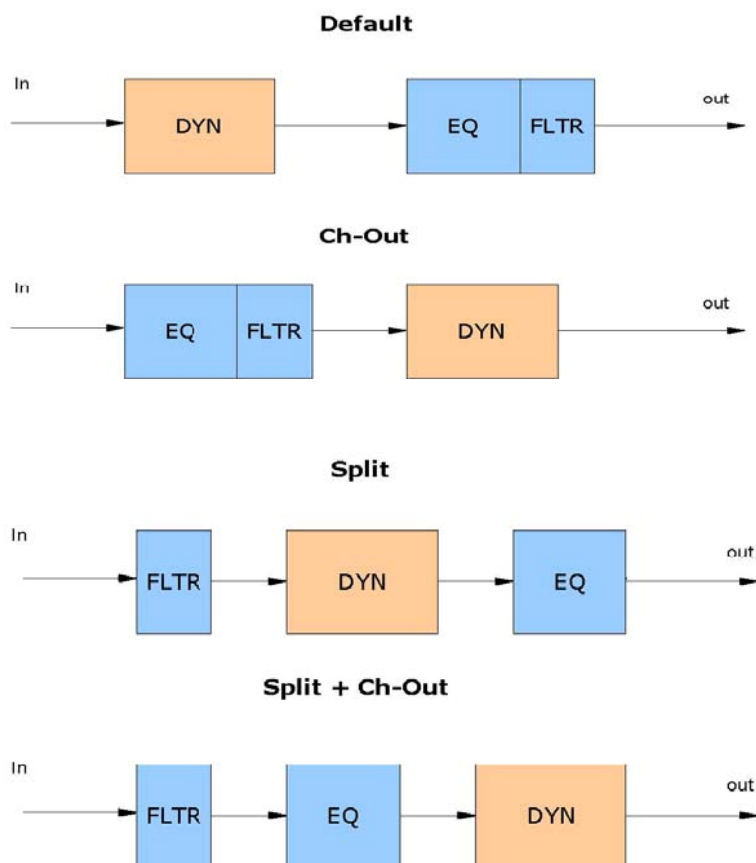 Default
In
DYN
EQ
FLTR
out
Ch-Out
In
EQ
FLTR
DYN
out
Split
In
FLTR
DYN
EQ
out
Split + Ch-Out
In
FLTR
EQ
DYN
out